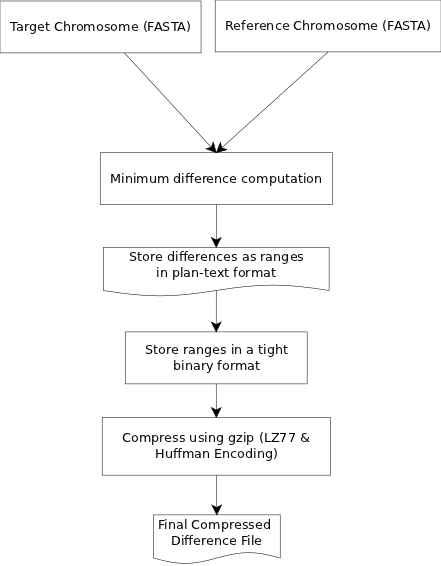 Target Chromosome (FASTA)
Reference Chromosome (FASTA)
Minimum difference computation
Store differences as ranges
in plan-text format
Store ranges in a tight
binary format
Compress using gzip (LZ77 &
Huffman Encoding)
Final Compressed
Difference File